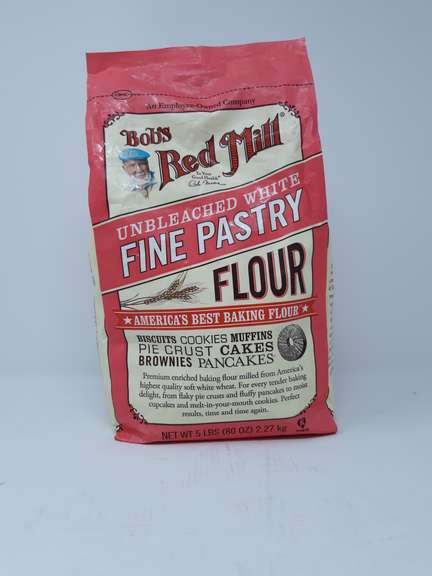 An Employee-Owned Company
Bob's
Red Mill®
To Your
Good Health
Bob Moore
UNBLEACHED WHITE
FINE PASTRY
FLOUR
★ AMERICA'S BEST BAKING FLOUR ★
BISCUITS COOKIES MUFFINS
PIE CRUST CAKES
BROWNIES PANCAKES
Premium enriched baking flour milled from America's
highest quality soft white wheat. For every tender baking
delight, from flaky pie crusts and fluffy pancakes to moist
cupcakes and melt-in-your-mouth cookies. Perfect
results, time and time again.
NET WT 5 LBS (80 OZ) 2.27 kg